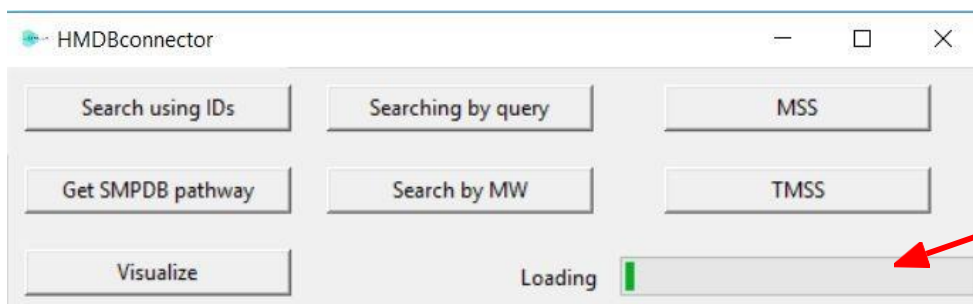 HMDBconnector
Search using IDs
Searching by query
MSS
Get SMPDB pathway
Search by MW
TMSS
Visualize
Loading